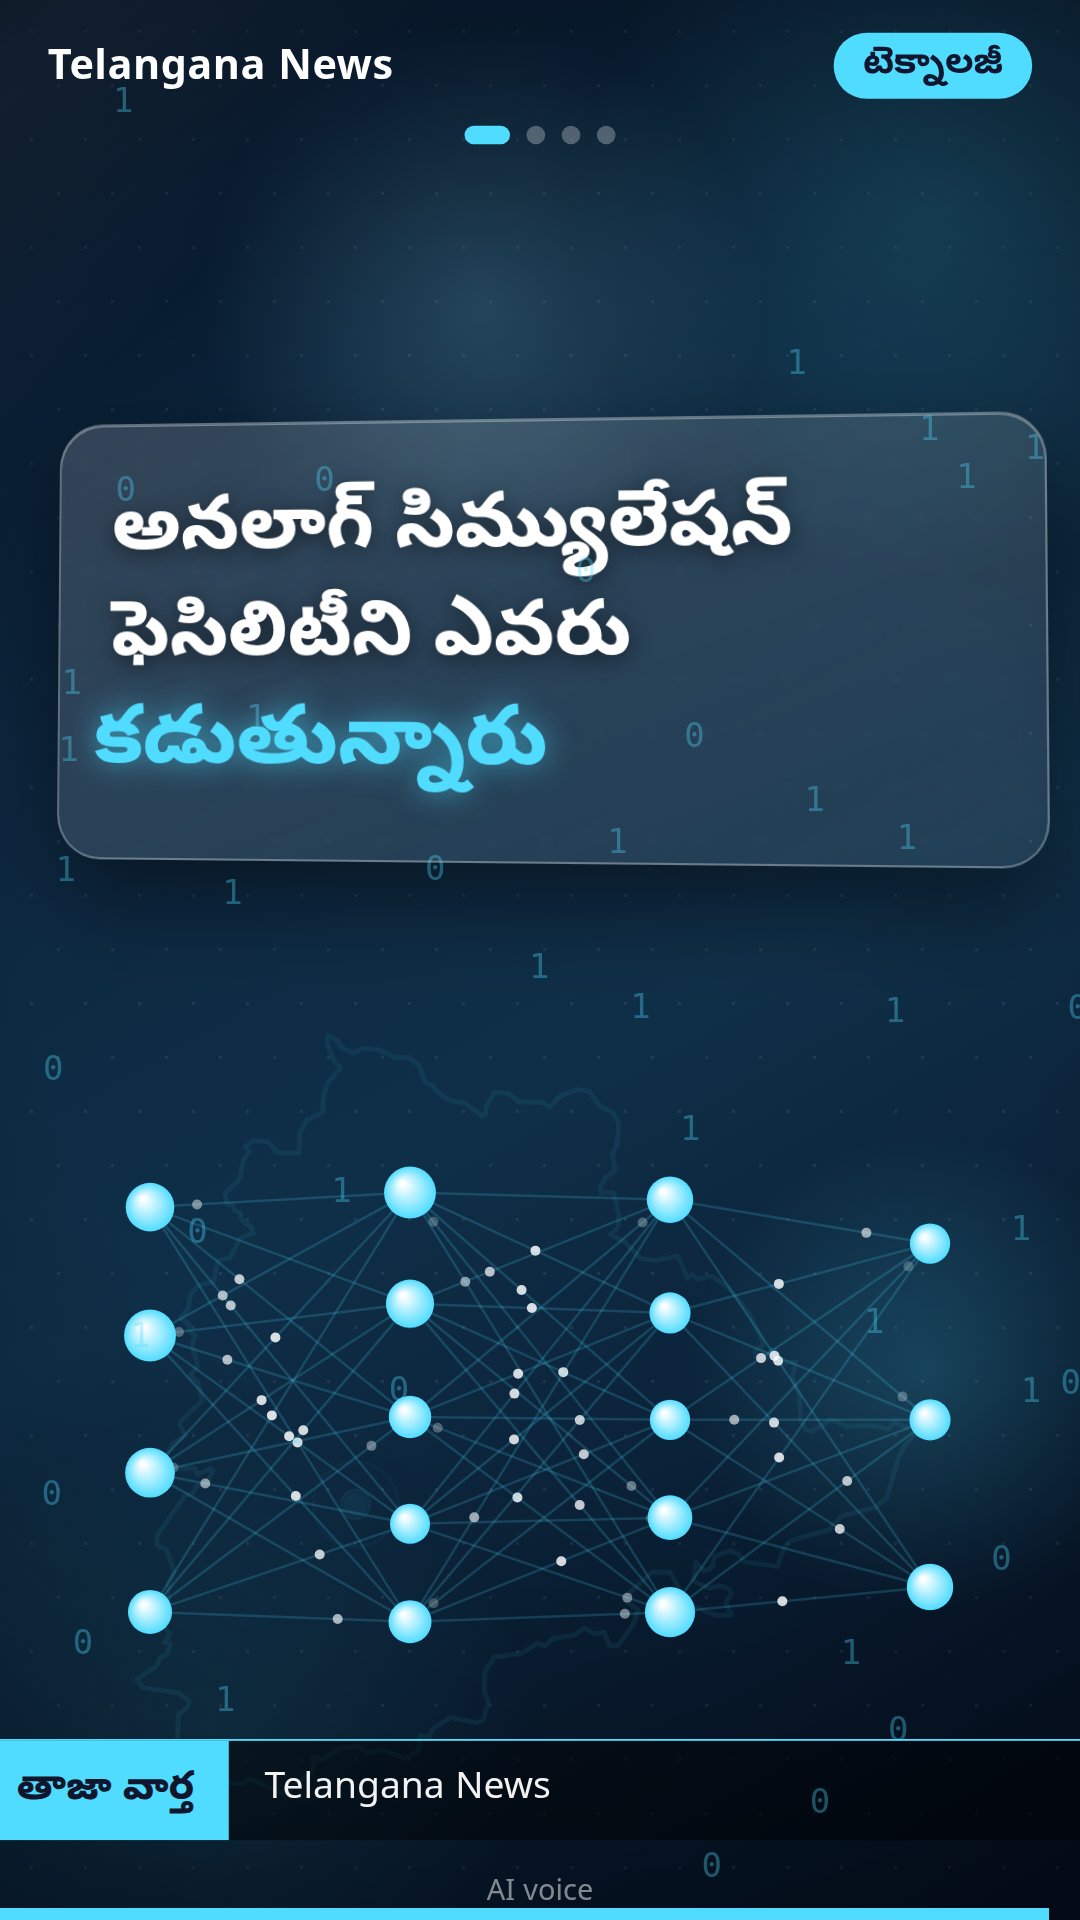 Telangana News
టెక్నాలజీ
అనలాగ్ సిమ్యులేషన్
ఫెసిలిటీని ఎవరు
కడుతున్నారు
తాజా వార్త
Telangana News
AI voice